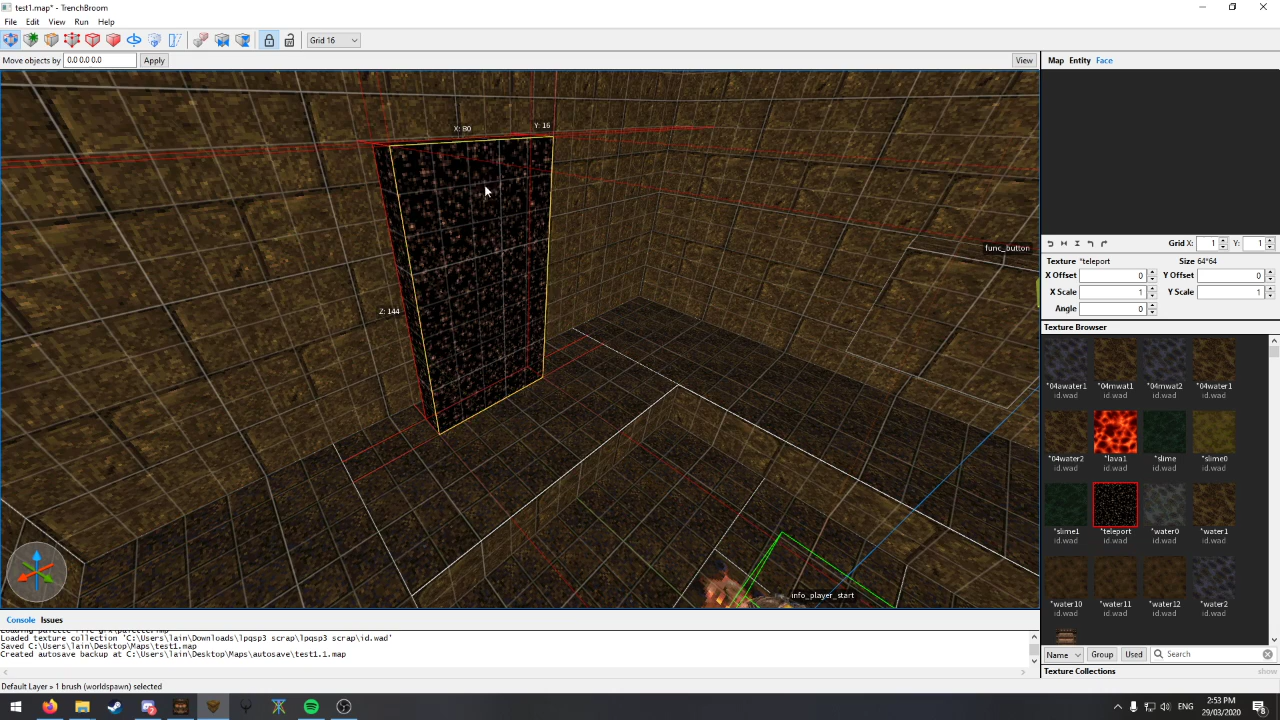 test1.map* - TrenchBroom
File Edit View Run Help
Grid 16
Move objects by 0.0 0.0 0.0 Apply
View
Map Entity Face
X: 80
Y: 16
Z: 144
func_button
info_player_start
Grid X: 1 Y: 1
Texture *teleport Size 64*64
X Offset 0 Y Offset 0
X Scale 1 Y Scale 1
Angle 0
Texture Browser
*04awater1 *04mwat1 *04mwat2 *04water1
id.wad id.wad id.wad id.wad
*04water2 *lava1 *slime *slime0
id.wad id.wad id.wad id.wad
*slime1 *teleport *water0 *water1
id.wad id.wad id.wad id.wad
*water10 *water11 *water12 *water2
id.wad id.wad id.wad id.wad
Name Group Used Search
Texture Collections show
Console Issues
Loaded texture collection 'C:\Users\lain\Downloads\lpqsp3 scrap\lpqsp3 scrap\id.wad'
Saved C:\Users\lain\Desktop\Maps\test1.map
Created autosave backup at C:\Users\lain\Desktop\Maps\autosave\test1.1.map
Default Layer » 1 brush (worldspawn) selected
ENG
2:53 PM
29/03/2020
8